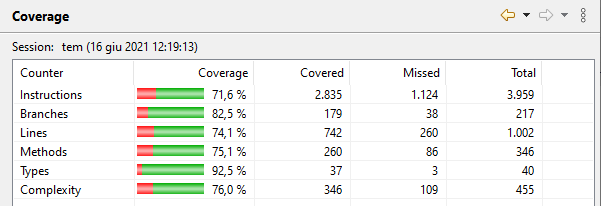 Coverage
Session: tem (16 giu 2021 12:19:13)
Counter Coverage Covered Missed Total
Instructions 71,6 % 2.835 1.124 3.959
Branches 82,5 % 179 38 217
Lines 74,1 % 742 260 1.002
Methods 75,1 % 260 86 346
Types 92,5 % 37 3 40
Complexity 76,0 % 346 109 455